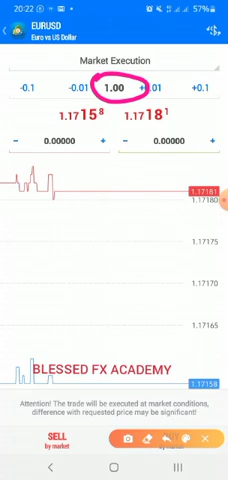 20:22
EURUSD
Euro vs US Dollar
Market Execution
-0.1 -0.01 1.00 +0.01 +0.1
1.17158 1.17181
- 0.00000 + - 0.00000 +
1.17181
1.17180
1.17175
1.17170
1.17165
1.17158
BLESSED FX ACADEMY
Attention! The trade will be executed at market conditions,
difference with requested price may be significant!
SELL
by market
by market